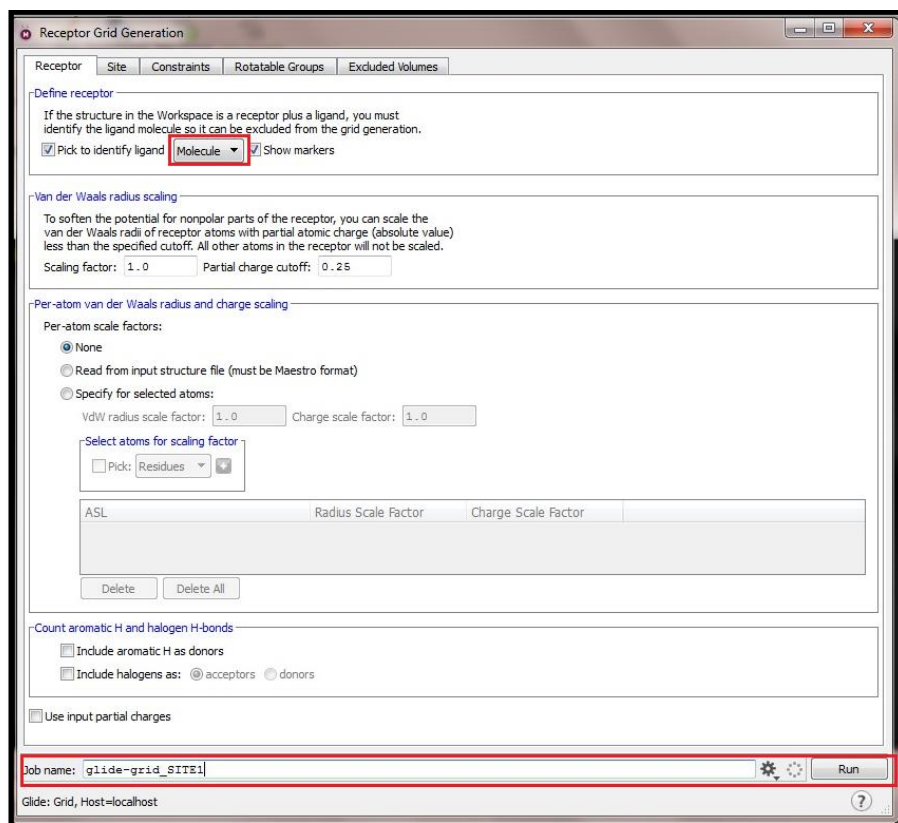 Receptor Grid Generation
Receptor Site Constraints Rotatable Groups Excluded Volumes
Define receptor
If the structure in the Workspace is a receptor plus a ligand, you must
identify the ligand molecule so it can be excluded from the grid generation.
Pick to identify ligand Molecule Show markers
Van der Waals radius scaling
To soften the potential for nonpolar parts of the receptor, you can scale the
van der Waals radii of receptor atoms with partial atomic charge (absolute value)
less than the specified cutoff. All other atoms in the receptor will not be scaled.
Scaling factor: 1.0 Partial charge cutoff: 0.25
Per-atom van der Waals radius and charge scaling
Per-atom scale factors:
None
Read from input structure file (must be Maestro format)
Specify for selected atoms:
VdW radius scale factor: 1.0 Charge scale factor: 1.0
Select atoms for scaling factor
Pick: Residues
ASL Radius Scale Factor Charge Scale Factor
Delete Delete All
Count aromatic H and halogen H-bonds
Include aromatic H as donors
Include halogens as: acceptors donors
Use input partial charges
Job name: glide-grid_SITE1 Run
Glide: Grid, Host=localhost ?